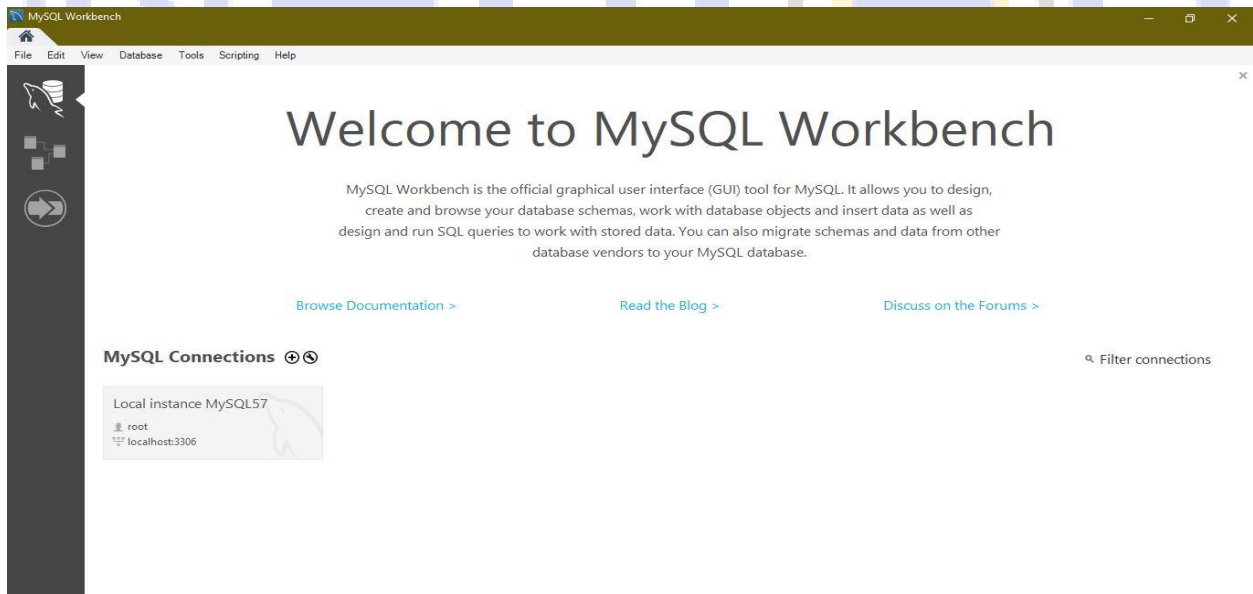 MySQL Workbench
File Edit View Database Tools Scripting Help
Welcome to MySQL Workbench
MySQL Workbench is the official graphical user interface (GUI) tool for MySQL. It allows you to design,
create and browse your database schemas, work with database objects and insert data as well as
design and run SQL queries to work with stored data. You can also migrate schemas and data from other
database vendors to your MySQL database.
Browse Documentation > Read the Blog > Discuss on the Forums >
MySQL Connections Filter connections
Local instance MySQL57
root
localhost:3306